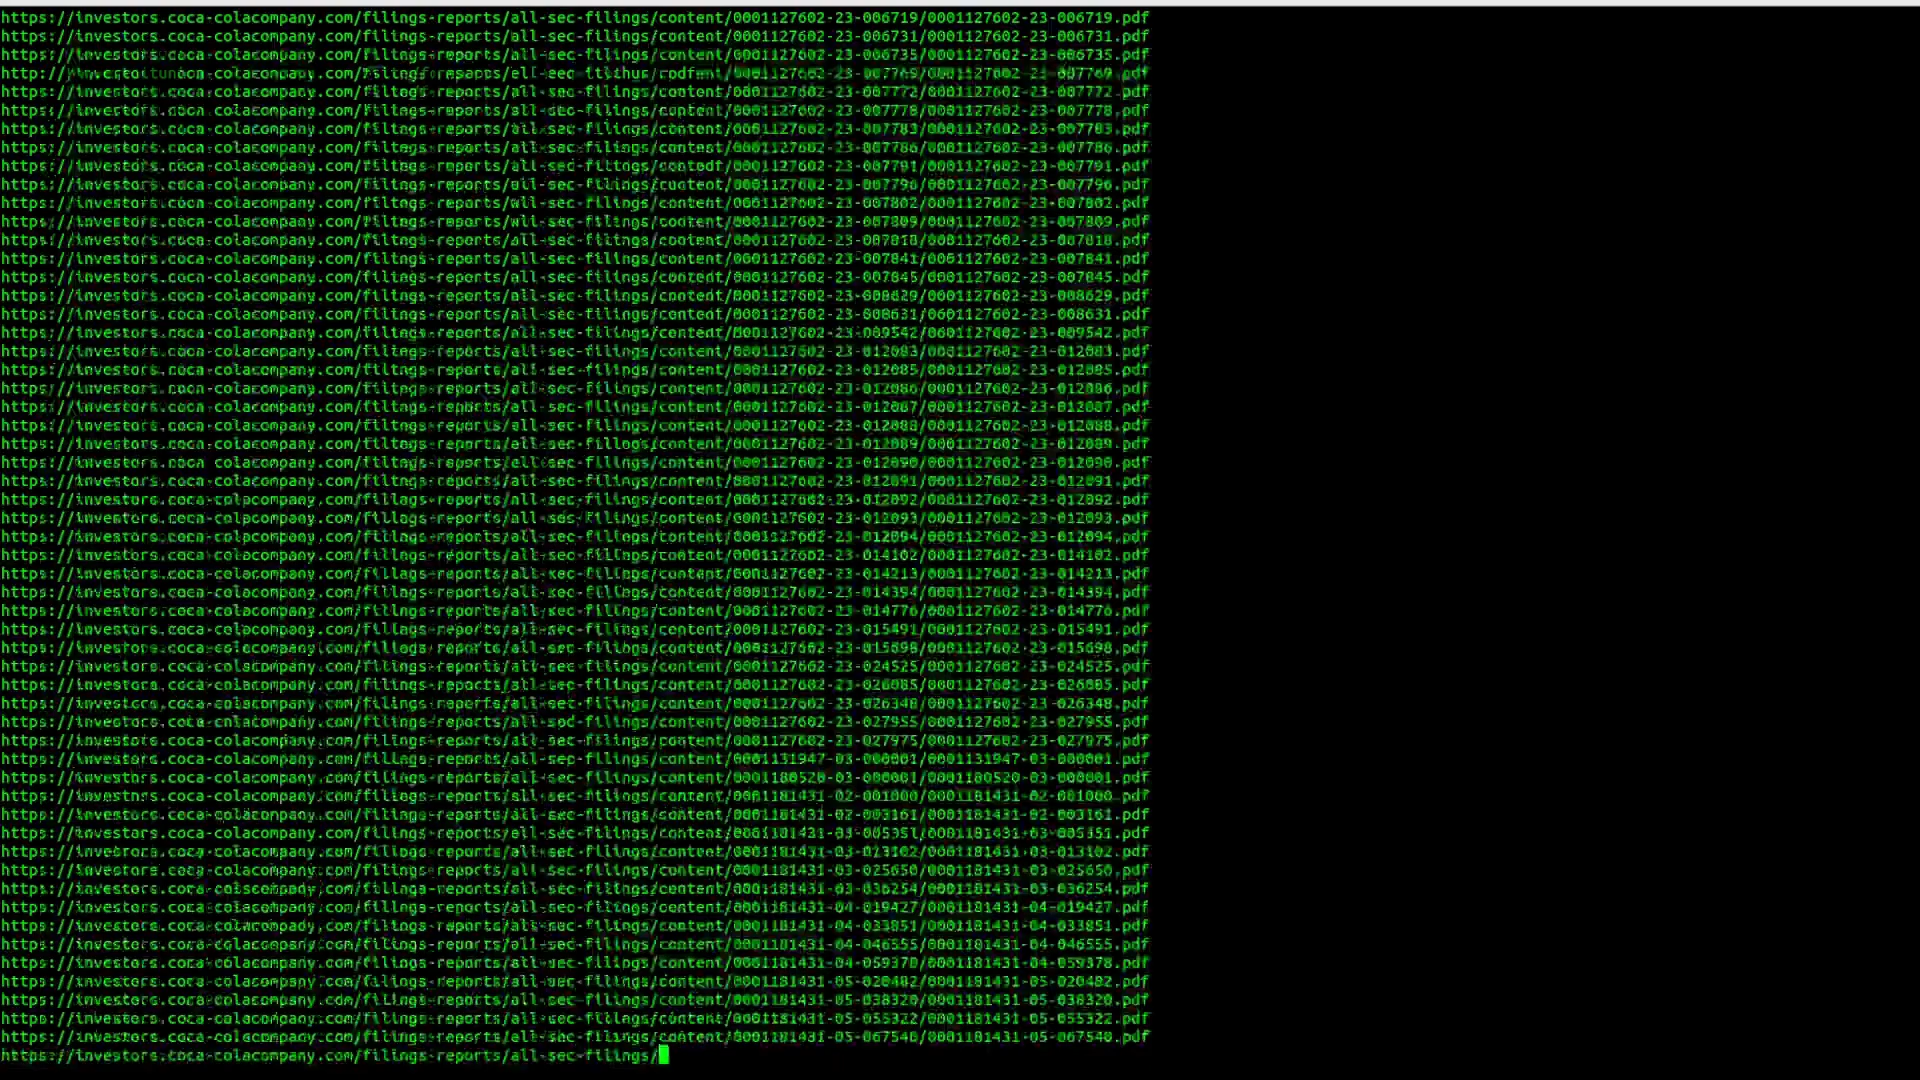 https://investors.coca-colacompany.com/filings-reports/all-sec-filings/content/0001127602-23-006719/0001127602-23-006719.pdf
https://investors.coca-colacompany.com/filings-reports/all-sec-filings/content/0001127602-23-006731/0001127602-23-006731.pdf
https://investors.coca-colacompany.com/filings-reports/all-sec-filings/content/0001127602-23-006735/0001127602-23-006735.pdf
0001127602-23-007769.pdf
https://investors.coca-colacompany.com/filings-reports/all-sec-filings/content/0001127602-23-007772/0001127602-23-007772.pdf
https://investors.coca-colacompany.com/filings-reports/all-sec-filings/content/0001127602-23-007778/0001127602-23-007778.pdf
https://investors.coca-colacompany.com/filings-reports/all-sec-filings/content/0001127602-23-007783/0001127602-23-007783.pdf
https://investors.coca-colacompany.com/filings-reports/all-sec-filings/content/0001127602-23-007786/0001127602-23-007786.pdf
https://investors.coca-colacompany.com/filings-reports/all-sec-filings/content/0001127602-23-007791/0001127602-23-007791.pdf
https://investors.coca-colacompany.com/filings-reports/all-sec-filings/content/0001127602-23-007796/0001127602-23-007796.pdf
https://investors.coca-colacompany.com/filings-reports/all-sec-filings/content/0001127602-23-007802/0001127602-23-007802.pdf
https://investors.coca-colacompany.com/filings-reports/all-sec-filings/content/0001127602-23-007809/0001127602-23-007809.pdf
https://investors.coca-colacompany.com/filings-reports/all-sec-filings/content/0001127602-23-007818/0001127602-23-007818.pdf
https://investors.coca-colacompany.com/filings-reports/all-sec-filings/content/0001127602-23-007841/0001127602-23-007841.pdf
https://investors.coca-colacompany.com/filings-reports/all-sec-filings/content/0001127602-23-007845/0001127602-23-007845.pdf
https://investors.coca-colacompany.com/filings-reports/all-sec-filings/content/0001127602-23-008629/0001127602-23-008629.pdf
https://investors.coca-colacompany.com/filings-reports/all-sec-filings/content/0001127602-23-008631/0001127602-23-008631.pdf
https://investors.coca-colacompany.com/filings-reports/all-sec-filings/content/0001127602-23-009542/0001127602-23-009542.pdf
https://investors.coca-colacompany.com/filings-reports/all-sec-filings/content/0001127602-23-012083/0001127602-23-012083.pdf
https://investors.coca-colacompany.com/filings-reports/all-sec-filings/content/0001127602-23-012085/0001127602-23-012085.pdf
https://investors.coca-colacompany.com/filings-reports/all-sec-filings/content/0001127602-23-012086/0001127602-23-012086.pdf
https://investors.coca-colacompany.com/filings-reports/all-sec-filings/content/0001127602-23-012087/0001127602-23-012087.pdf
https://investors.coca-colacompany.com/filings-reports/all-sec-filings/content/0001127602-23-012088/0001127602-23-012088.pdf
https://investors.coca-colacompany.com/filings-reports/all-sec-filings/content/0001127602-23-012089/0001127602-23-012089.pdf
https://investors.coca-colacompany.com/filings-reports/all-sec-filings/content/0001127602-23-012090/0001127602-23-012090.pdf
https://investors.coca-colacompany.com/filings-reports/all-sec-filings/content/0001127602-23-012091/0001127602-23-012091.pdf
https://investors.coca-colacompany.com/filings-reports/all-sec-filings/content/0001127602-23-012092/0001127602-23-012092.pdf
https://investors.coca-colacompany.com/filings-reports/all-sec-filings/content/0001127602-23-012093/0001127602-23-012093.pdf
https://investors.coca-colacompany.com/filings-reports/all-sec-filings/content/0001127602-23-012094/0001127602-23-012094.pdf
https://investors.coca-colacompany.com/filings-reports/all-sec-filings/content/0001127602-23-014102/0001127602-23-014102.pdf
https://investors.coca-colacompany.com/filings-reports/all-sec-filings/content/0001127602-23-014213/0001127602-23-014213.pdf
https://investors.coca-colacompany.com/filings-reports/all-sec-filings/content/0001127602-23-014394/0001127602-23-014394.pdf
https://investors.coca-colacompany.com/filings-reports/all-sec-filings/content/0001127602-23-014776/0001127602-23-014776.pdf
https://investors.coca-colacompany.com/filings-reports/all-sec-filings/content/0001127602-23-015491/0001127602-23-015491.pdf
https://investors.coca-colacompany.com/filings-reports/all-sec-filings/content/0001127602-23-015698/0001127602-23-015698.pdf
https://investors.coca-colacompany.com/filings-reports/all-sec-filings/content/0001127602-23-024525/0001127602-23-024525.pdf
https://investors.coca-colacompany.com/filings-reports/all-sec-filings/content/0001127602-23-026085/0001127602-23-026085.pdf
https://investors.coca-colacompany.com/filings-reports/all-sec-filings/content/0001127602-23-026348/0001127602-23-026348.pdf
https://investors.coca-colacompany.com/filings-reports/all-sec-filings/content/0001127602-23-027955/0001127602-23-027955.pdf
https://investors.coca-colacompany.com/filings-reports/all-sec-filings/content/0001127602-23-027975/0001127602-23-027975.pdf
https://investors.coca-colacompany.com/filings-reports/all-sec-filings/content/0001131947-03-000001/0001131947-03-000001.pdf
https://investors.coca-colacompany.com/filings-reports/all-sec-filings/content/0001180520-03-000001/0001180520-03-000001.pdf
https://investors.coca-colacompany.com/filings-reports/all-sec-filings/content/0001181431-02-001000/0001181431-02-001000.pdf
https://investors.coca-colacompany.com/filings-reports/all-sec-filings/content/0001181431-02-003161/0001181431-02-003161.pdf
https://investors.coca-colacompany.com/filings-reports/all-sec-filings/content/0001181431-03-005351/0001181431-03-005351.pdf
https://investors.coca-colacompany.com/filings-reports/all-sec-filings/content/0001181431-03-013102/0001181431-03-013102.pdf
https://investors.coca-colacompany.com/filings-reports/all-sec-filings/content/0001181431-03-025650/0001181431-03-025650.pdf
https://investors.coca-colacompany.com/filings-reports/all-sec-filings/content/0001181431-03-036254/0001181431-03-036254.pdf
https://investors.coca-colacompany.com/filings-reports/all-sec-filings/content/0001181431-04-019427/0001181431-04-019427.pdf
https://investors.coca-colacompany.com/filings-reports/all-sec-filings/content/0001181431-04-033851/0001181431-04-033851.pdf
https://investors.coca-colacompany.com/filings-reports/all-sec-filings/content/0001181431-04-046555/0001181431-04-046555.pdf
https://investors.coca-colacompany.com/filings-reports/all-sec-filings/content/0001181431-04-059378/0001181431-04-059378.pdf
https://investors.coca-colacompany.com/filings-reports/all-sec-filings/content/0001181431-05-020482/0001181431-05-020482.pdf
https://investors.coca-colacompany.com/filings-reports/all-sec-filings/content/0001181431-05-038320/0001181431-05-038320.pdf
https://investors.coca-colacompany.com/filings-reports/all-sec-filings/content/0001181431-05-055322/0001181431-05-055322.pdf
https://investors.coca-colacompany.com/filings-reports/all-sec-filings/content/0001181431-05-067540/0001181431-05-067540.pdf
https://investors.coca-colacompany.com/filings-reports/all-sec-filings/